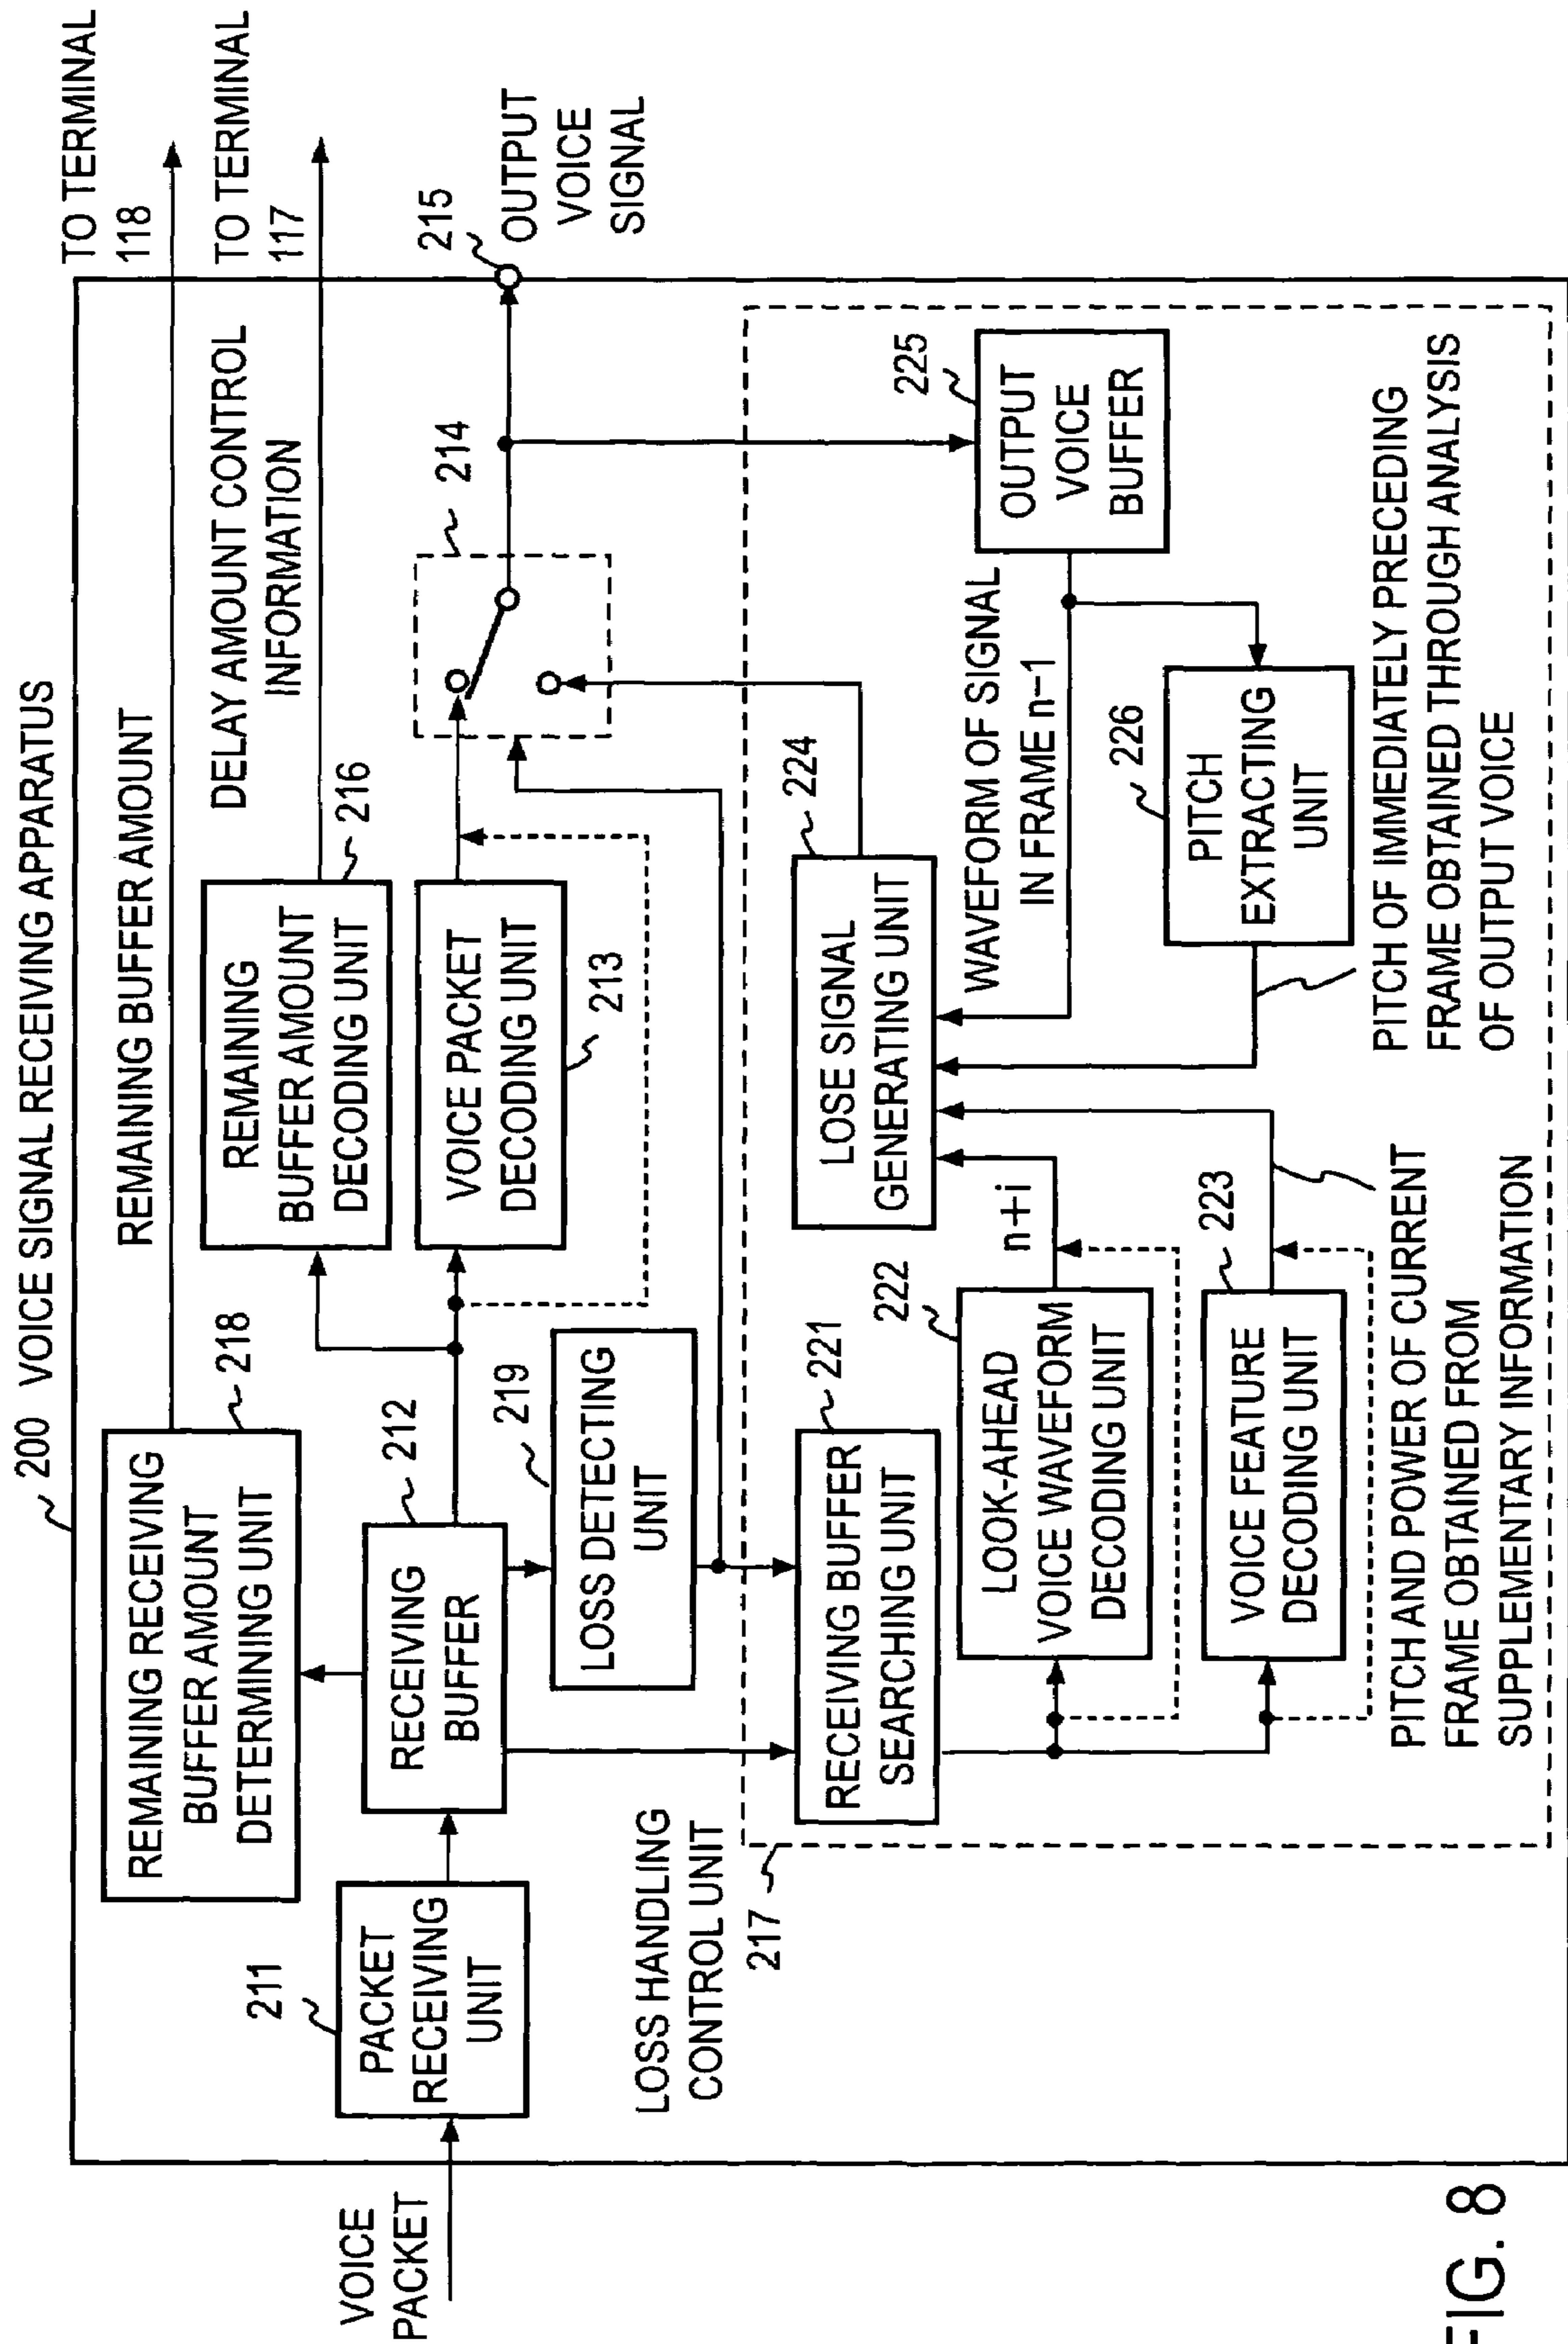 200 VOICE SIGNAL RECEIVING APPARATUS
TO TERMINAL
118
REMAINING BUFFER AMOUNT
TO TERMINAL
117
DELAY AMOUNT CONTROL
INFORMATION
REMAINING RECEIVING
BUFFER AMOUNT
DETERMINING UNIT
218
REMAINING
BUFFER AMOUNT
DECODING UNIT
216
VOICE
PACKET
211
PACKET
RECEIVING
UNIT
212
RECEIVING
BUFFER
VOICE PACKET
DECODING UNIT
213
214
215
OUTPUT
VOICE
SIGNAL
219
LOSS DETECTING
UNIT
LOSS HANDLING
CONTROL UNIT
217
221
RECEIVING BUFFER
SEARCHING UNIT
224
LOSE SIGNAL
GENERATING UNIT
225
OUTPUT
VOICE
BUFFER
222
LOOK-AHEAD
VOICE WAVEFORM
DECODING UNIT
n+i
WAVEFORM OF SIGNAL
IN FRAME n-1
223
VOICE FEATURE
DECODING UNIT
226
PITCH
EXTRACTING
UNIT
PITCH AND POWER OF CURRENT
FRAME OBTAINED FROM
SUPPLEMENTARY INFORMATION
PITCH OF IMMEDIATELY PRECEDING
FRAME OBTAINED THROUGH ANALYSIS
OF OUTPUT VOICE
FIG. 8